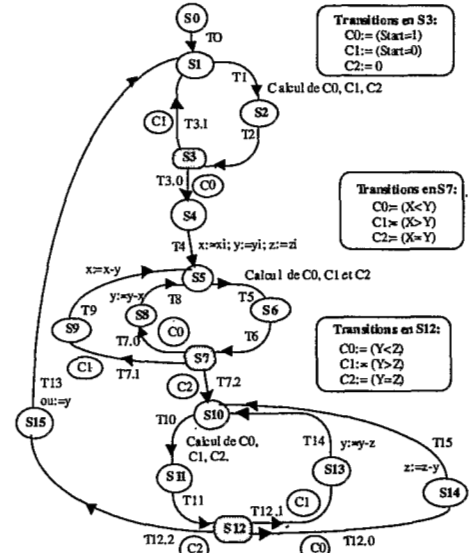 S0
T0
S1
T1
Calcul de C0, C1, C2
S2
C1
T3.1
T2
S3
T3.0
C0
S4
T4
x:=xi; y:=yi; z:=zi
x:=x-y
S5
Calcul de C0, C1 et C2
y:=y-x
T8
T5
T9
S8
S6
S9
C0
T6
T7.0
C1
T7.1
S7
C2
T7.2
T13
ou:=y
S15
S10
T10
Calcul de C0,
C1, C2.
T14
y:=y-z
T15
S11
S13
z:=z-y
S14
T11
C1
T12.1
S12
T12.2
C2
C0
T12.0
Transitions en S3:
C0:= (Start=1)
C1:= (Start=0)
C2:= 0
Transitions en S7:
C0:= (X<Y)
C1:= (X>Y)
C2:= (X=Y)
Transitions en S12:
C0:= (Y<Z)
C1:= (Y>Z)
C2:= (Y=Z)